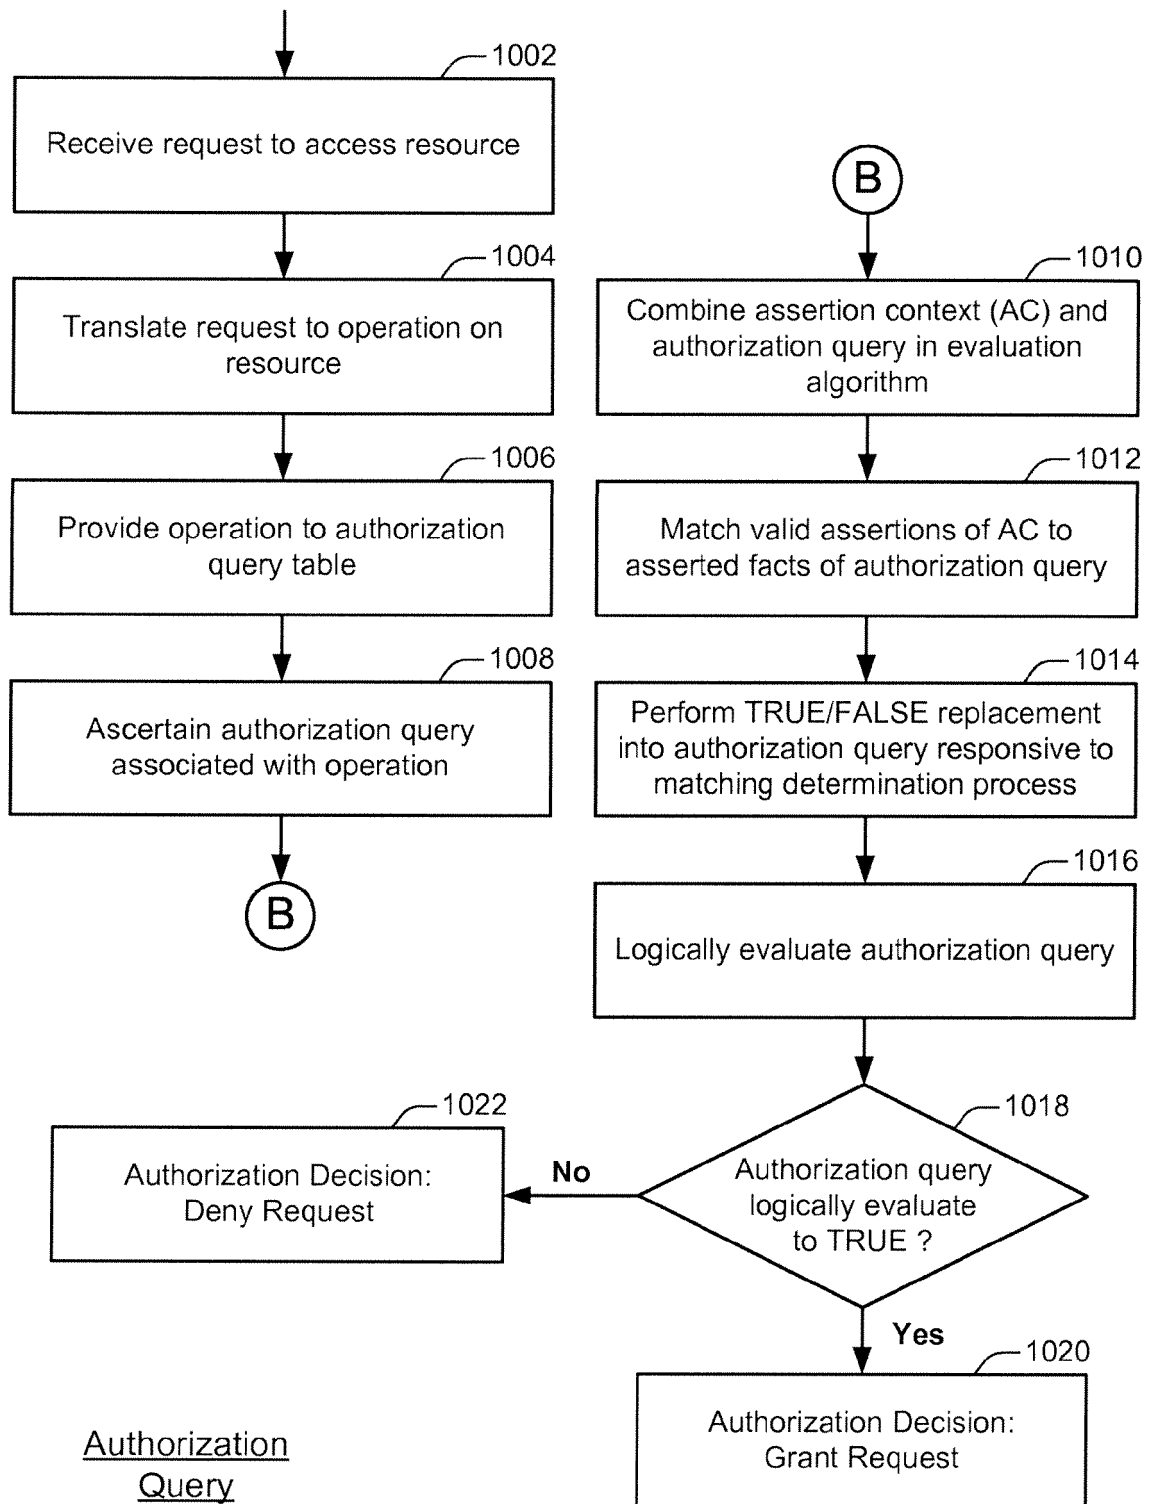 1002
Receive request to access resource
1004
Translate request to operation on
resource
1006
Provide operation to authorization
query table
1008
Ascertain authorization query
associated with operation
B
B
1010
Combine assertion context (AC) and
authorization query in evaluation
algorithm
1012
Match valid assertions of AC to
asserted facts of authorization query
1014
Perform TRUE/FALSE replacement
into authorization query responsive to
matching determination process
1016
Logically evaluate authorization query
1018
Authorization query
logically evaluate
to TRUE ?
No
1022
Authorization Decision:
Deny Request
Yes
1020
Authorization Decision:
Grant Request
Authorization
Query